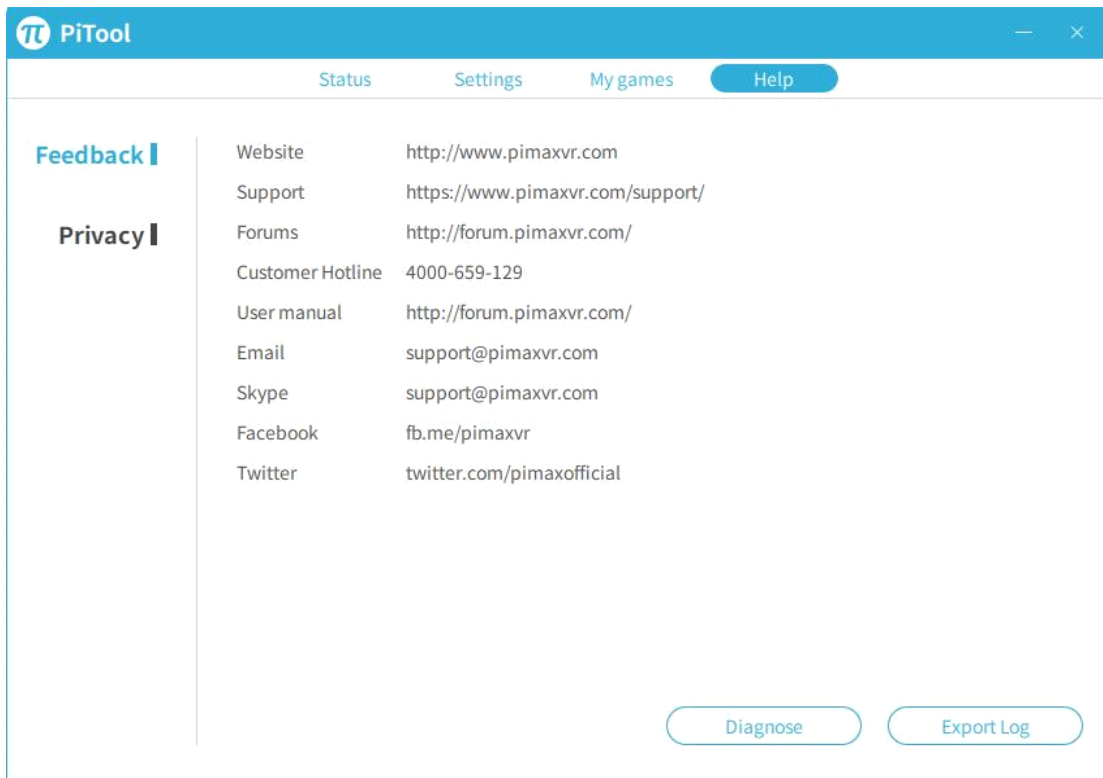 π PiTool
Status Settings My games Help
Feedback
Privacy
Website http://www.pimaxvr.com
Support https://www.pimaxvr.com/support/
Forums http://forum.pimaxvr.com/
Customer Hotline 4000-659-129
User manual http://forum.pimaxvr.com/
Email support@pimaxvr.com
Skype support@pimaxvr.com
Facebook fb.me/pimaxvr
Twitter twitter.com/pimaxofficial
Diagnose Export Log